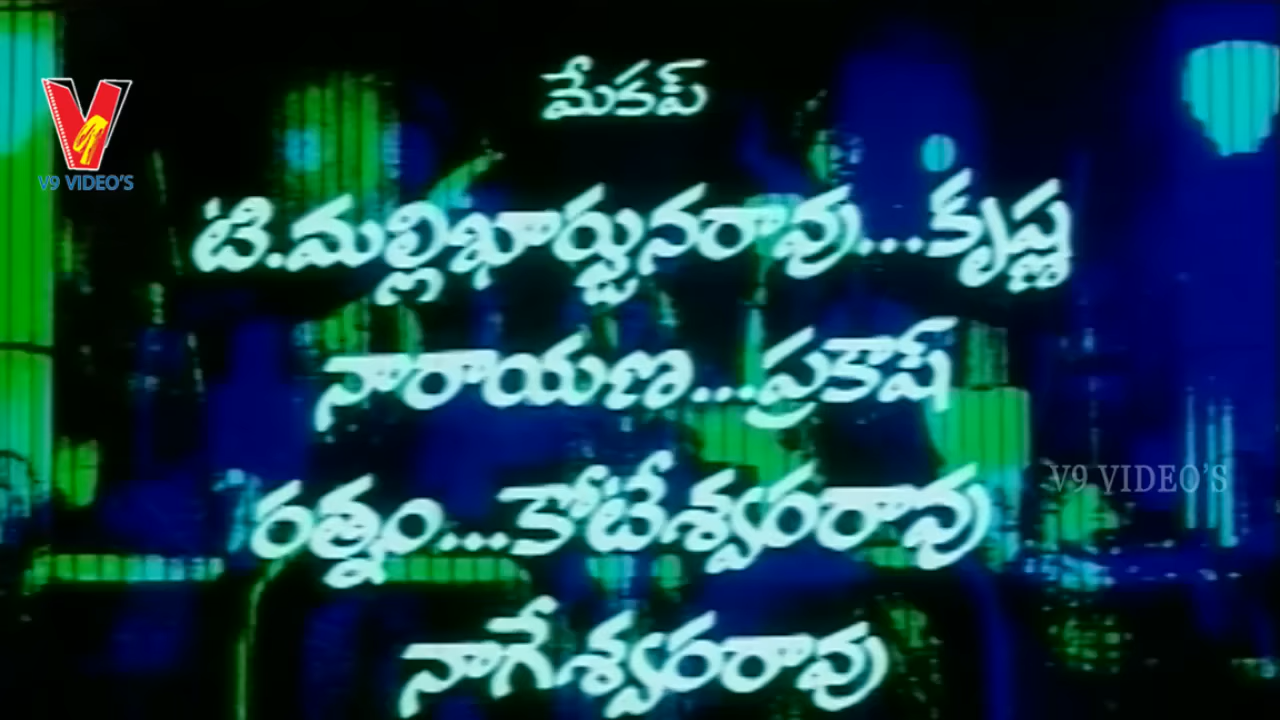 మేకప్
V9 VIDEO'S
టి.మల్లిఖార్జునరావు...కృష్ణ
నారాయణ...ప్రకాష్
రత్నం...కోటేశ్వరరావు
V9 VIDEO'S
నాగేశ్వరరావు